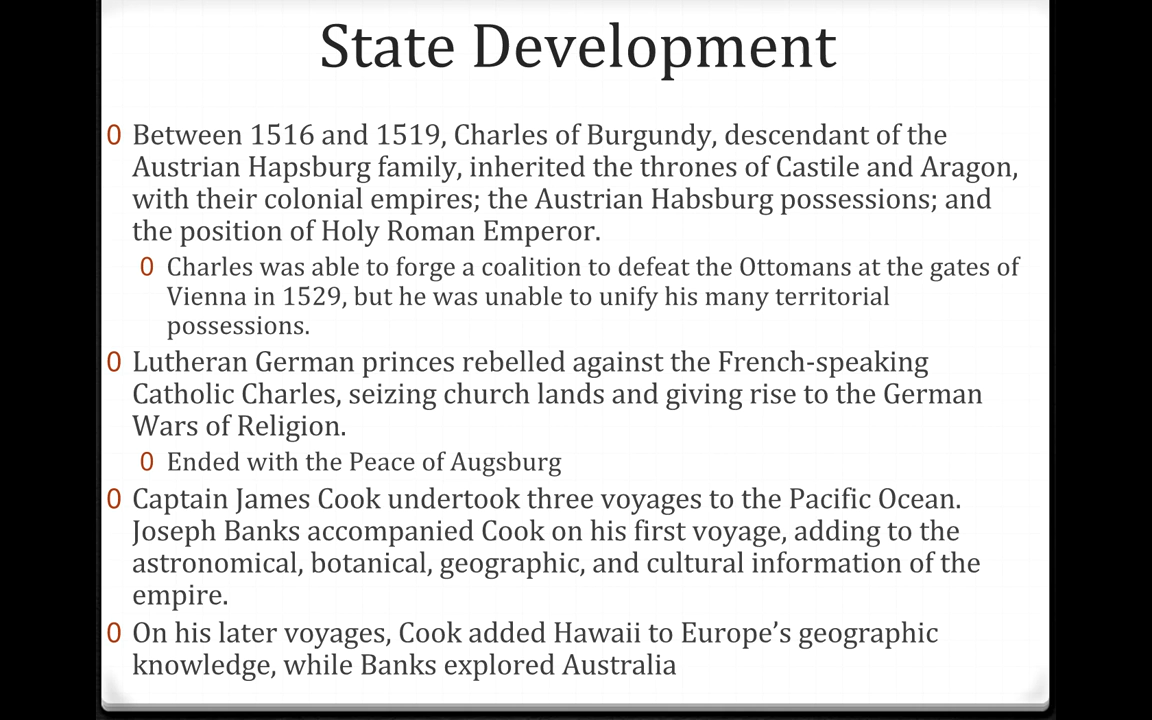 State Development
0 Between 1516 and 1519, Charles of Burgundy, descendant of the
Austrian Hapsburg family, inherited the thrones of Castile and Aragon,
with their colonial empires; the Austrian Habsburg possessions; and
the position of Holy Roman Emperor.
0 Charles was able to forge a coalition to defeat the Ottomans at the gates of
Vienna in 1529, but he was unable to unify his many territorial
possessions.
0 Lutheran German princes rebelled against the French-speaking
Catholic Charles, seizing church lands and giving rise to the German
Wars of Religion.
0 Ended with the Peace of Augsburg
0 Captain James Cook undertook three voyages to the Pacific Ocean.
Joseph Banks accompanied Cook on his first voyage, adding to the
astronomical, botanical, geographic, and cultural information of the
empire.
0 On his later voyages, Cook added Hawaii to Europe’s geographic
knowledge, while Banks explored Australia